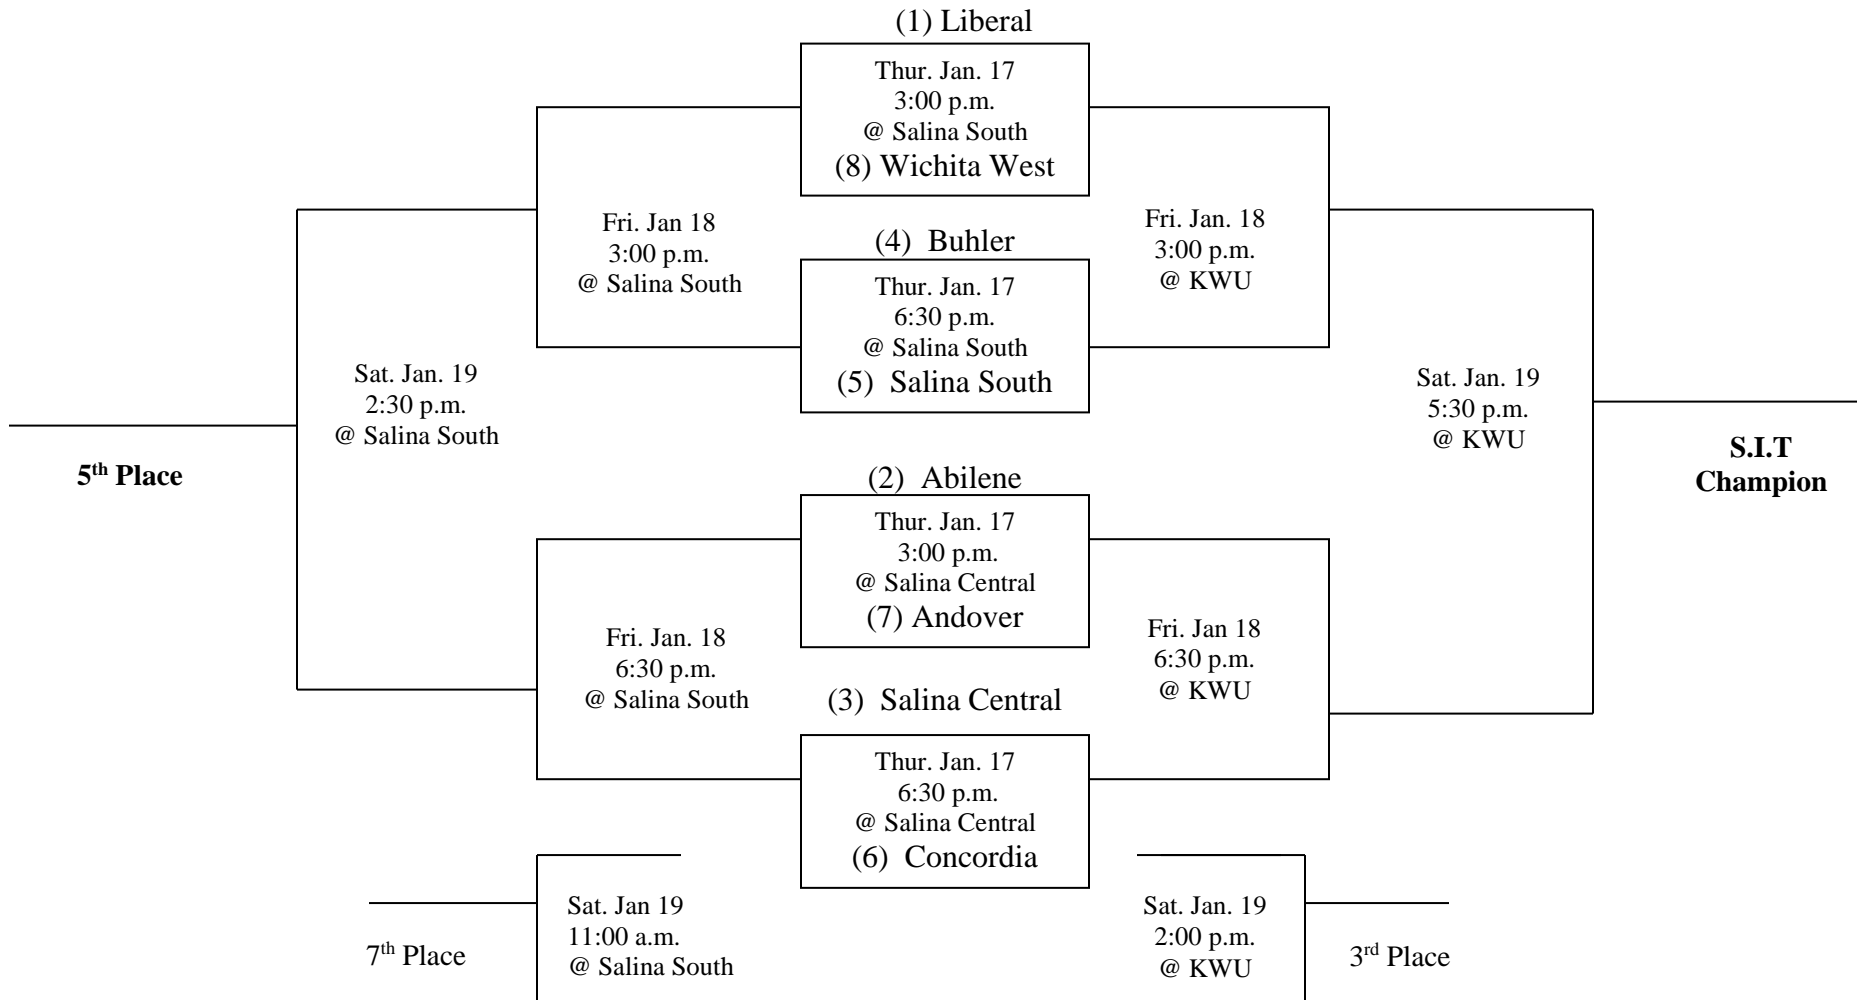 (1) Liberal
Thur. Jan. 17
3:00 p.m.
@ Salina South
(8) Wichita West
Fri. Jan 18
3:00 p.m.
@ Salina South
Fri. Jan. 18
3:00 p.m.
@ KWU
(4) Buhler
Thur. Jan. 17
6:30 p.m.
@ Salina South
(5) Salina South
Sat. Jan. 19
2:30 p.m.
@ Salina South
Sat. Jan. 19
5:30 p.m.
@ KWU
5th Place
S.I.T
Champion
(2) Abilene
Thur. Jan. 17
3:00 p.m.
@ Salina Central
(7) Andover
Fri. Jan. 18
6:30 p.m.
@ Salina South
Fri. Jan 18
6:30 p.m.
@ KWU
(3) Salina Central
Thur. Jan. 17
6:30 p.m.
@ Salina Central
(6) Concordia
Sat. Jan 19
11:00 a.m.
@ Salina South
7th Place
Sat. Jan. 19
2:00 p.m.
@ KWU
3rd Place